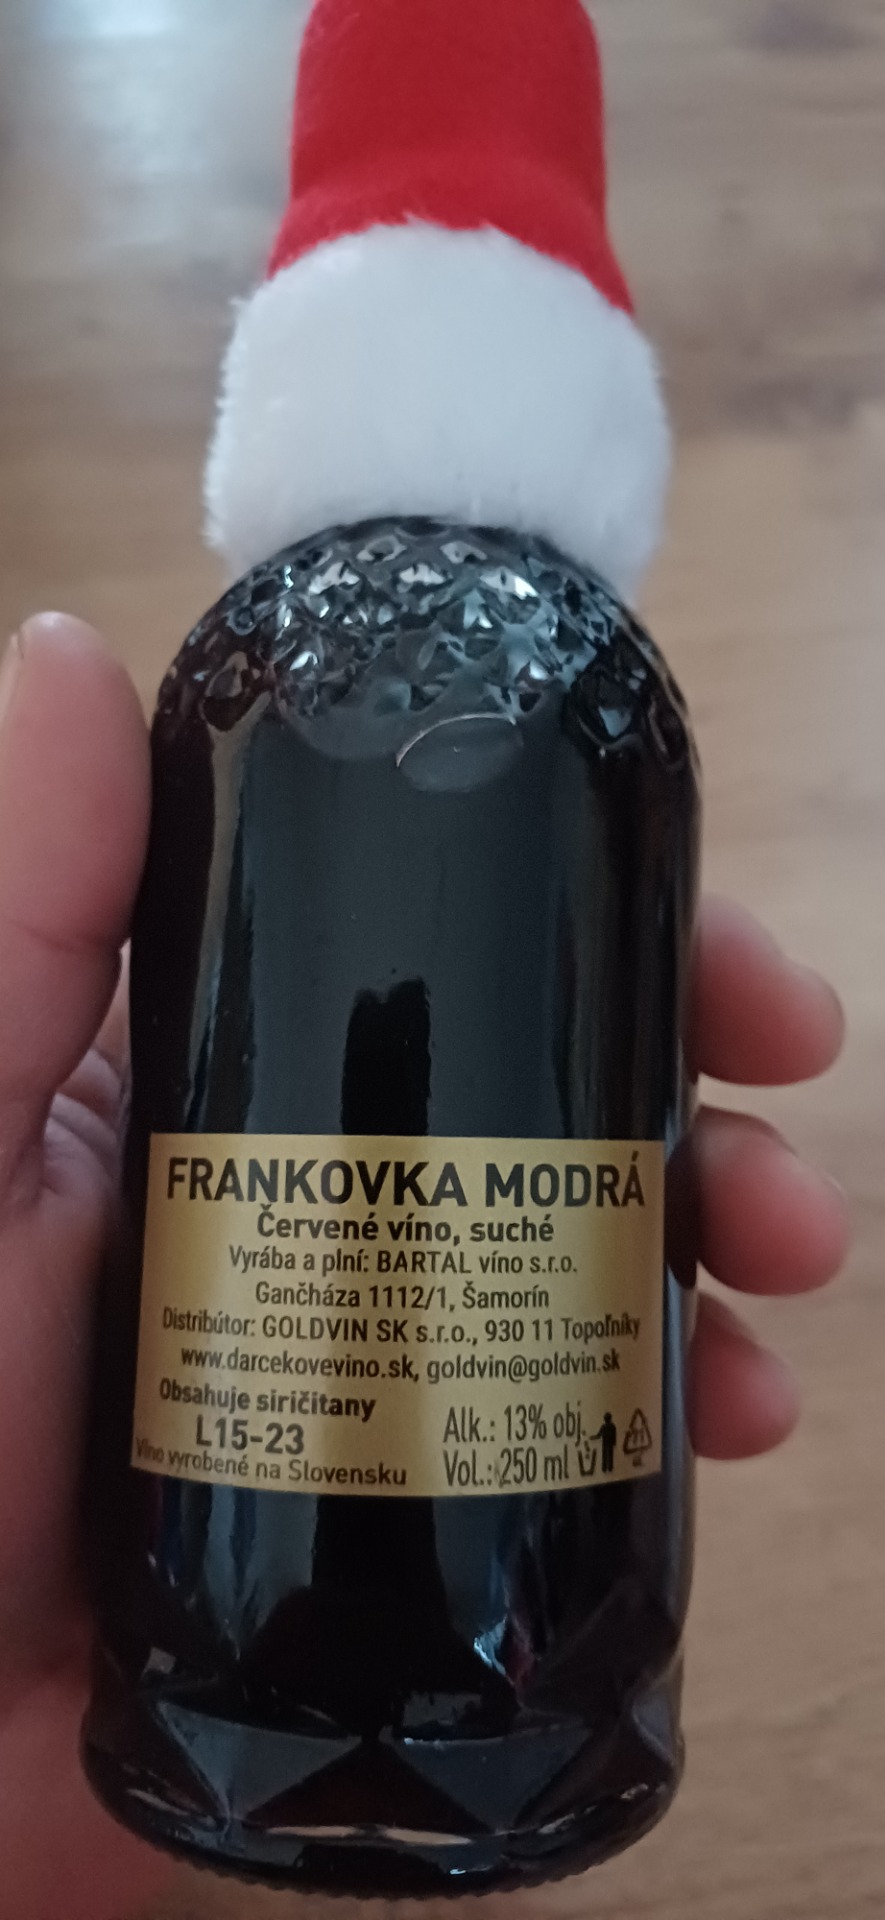 FRANKOVKA MODRÁ
Červené víno, suché
Vyrába a plní: BARTAL víno s.r.o.
Gančháza 1112/1, Šamorín
Distribútor: GOLDVIN SK s.r.o., 930 11 Topoľníky
www.darcekovevino.sk, goldvin@goldvin.sk
Obsahuje siričitany
L15-23
Víno vyrobené na Slovensku
Alk.: 13% obj.
Vol.: 250 ml